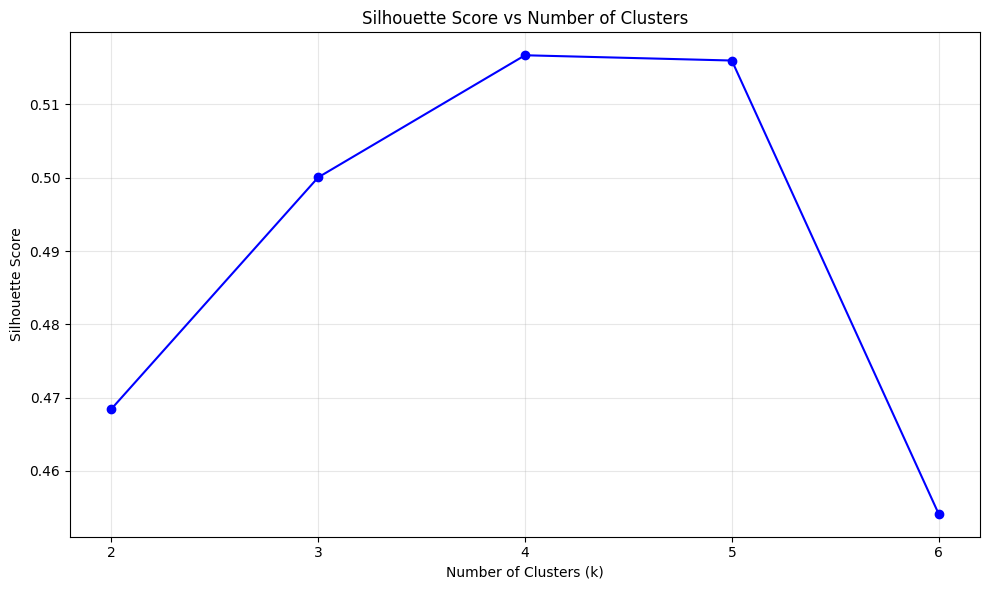 Silhouette Score vs Number of Clusters
Silhouette Score
0.51
0.50
0.49
0.48
0.47
0.46
2 3 4 5 6
Number of Clusters (k)